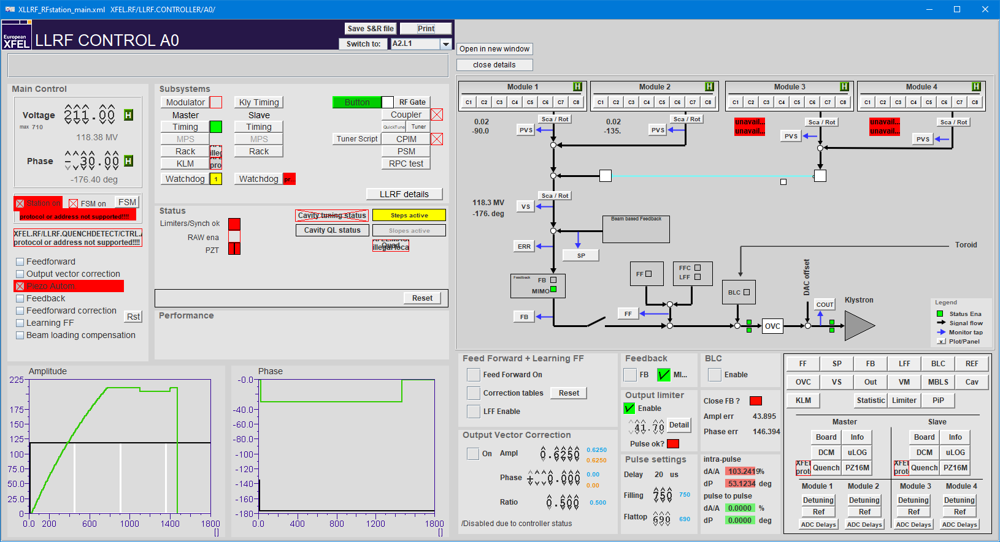 XLLRF_RFstation_main.xml XFEL.RF/LLRF.CONTROLLER/A0/
European
XFEL
LLRF CONTROL A0
Save S&R file
Print
Switch to:
A2.L1
Open in new window
close details
Main Control
Voltage
211.00
H
max 710
118.38 MV
Phase
-30.00
H
-176.40 deg
Station on
FSM on
FSM
protocol or address not supported!!!!
XFEL.RF/LLRF.QUENCHDETECT/CTRL.
protocol or address not supported!!!!
Feedforward
Output vector correction
Piezo Autom.
Feedback
Feedforward correction
Rst
Learning FF
Beam loading compensation
Subsystems
Modulator
Kly Timing
Button
RF Gate
Master
Slave
Coupler
Timing
Timing
QuickTune
Tuner
MPS
MPS
Tuner Script
CPIM
Rack
Rack
PSM
KLM
pro
RPC test
Watchdog
1
Watchdog
pr...
LLRF details
Status
Limiters/Synch ok
RAW ena
PZT
Cavity tuning status
Steps active
Cavity QL status
Slopes active
Quad
Reset
Performance
Module 1
H
Module 2
H
Module 3
H
Module 4
H
C1 C2 C3 C4 C5 C6 C7 C8
C1 C2 C3 C4 C5 C6 C7 C8
C1 C2 C3 C4 C5 C6 C7 C8
C1 C2 C3 C4 C5 C6 C7 C8
0.02
-90.0
Sca / Rot
PVS
0.02
-135.
Sca / Rot
PVS
unavail...
unavail...
Sca / Rot
PVS
unavail...
unavail...
Sca / Rot
PVS
Sca / Rot
118.3 MV
-176. deg
VS
Beam based Feedback
ERR
SP
Toroid
Feedback
FB
MIMO
FF
FFC
LFF
BLC
DAC offset
COUT
Klystron
FB
FF
OVC
Legend
Status Ena
Signal flow
Monitor tap
x Plot/Panel
Amplitude
225
175
150
125
100
75.0
50.0
25.0
0
0.0 200 600 1000 1400 1800
[]
Phase
-0.0
-40.0
-60.0
-80.0
-100
-120
-140
-160
-180
0.0 400 800 1200 1800
[]
Feed Forward + Learning FF
Feed Forward On
Correction tables
Reset
LFF Enable
Output Vector Correction
On
Ampl
0.6250
0.6250
0.6250
Phase
+ 0.000
0.00
0.00
Ratio
0.500
0.500
/Disabled due to controller status
Feedback
FB
MI...
Output limiter
Enable
41.70
Detail
Pulse ok?
Pulse settings
Delay 20 us
Filling 750 750
Flattop 690 690
BLC
Enable
Close FB ?
Ampl err 43.895
Phase err 146.394
intra-pulse
dA/A 103.2419%
dP 53.1234 deg
pulse to pulse
dA/A 0.0000 %
dP 0.0000 deg
FF SP FB LFF BLC REF
OVC VS Out VM MBLS Cav
KLM Statistic Limiter PiP
Master
Slave
Board Info
Board Info
DCM uLOG
DCM uLOG
Quench PZ16M
Quench PZ16M
Module 1 Module 2 Module 3 Module 4
Detuning Detuning Detuning Detuning
Ref Ref Ref Ref
ADC Delays ADC Delays ADC Delays ADC Delays